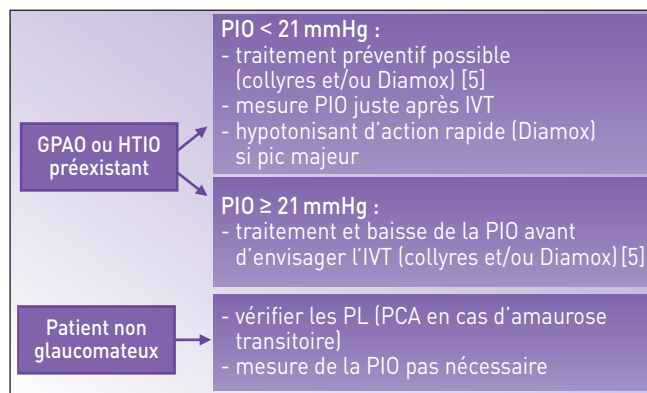 GPAO ou HTIO
préexistant
PIO < 21 mmHg :
- traitement préventif possible
(collyres et/ou Diamox) [5]
- mesure PIO juste après IVT
- hypotonisant d’action rapide (Diamox)
si pic majeur
PIO ≥ 21 mmHg :
- traitement et baisse de la PIO avant
d’envisager l’IVT (collyres et/ou Diamox) [5]
Patient non
glaucomateux
- vérifier les PL (PCA en cas d’amaurose
transitoire)
- mesure de la PIO pas nécessaire